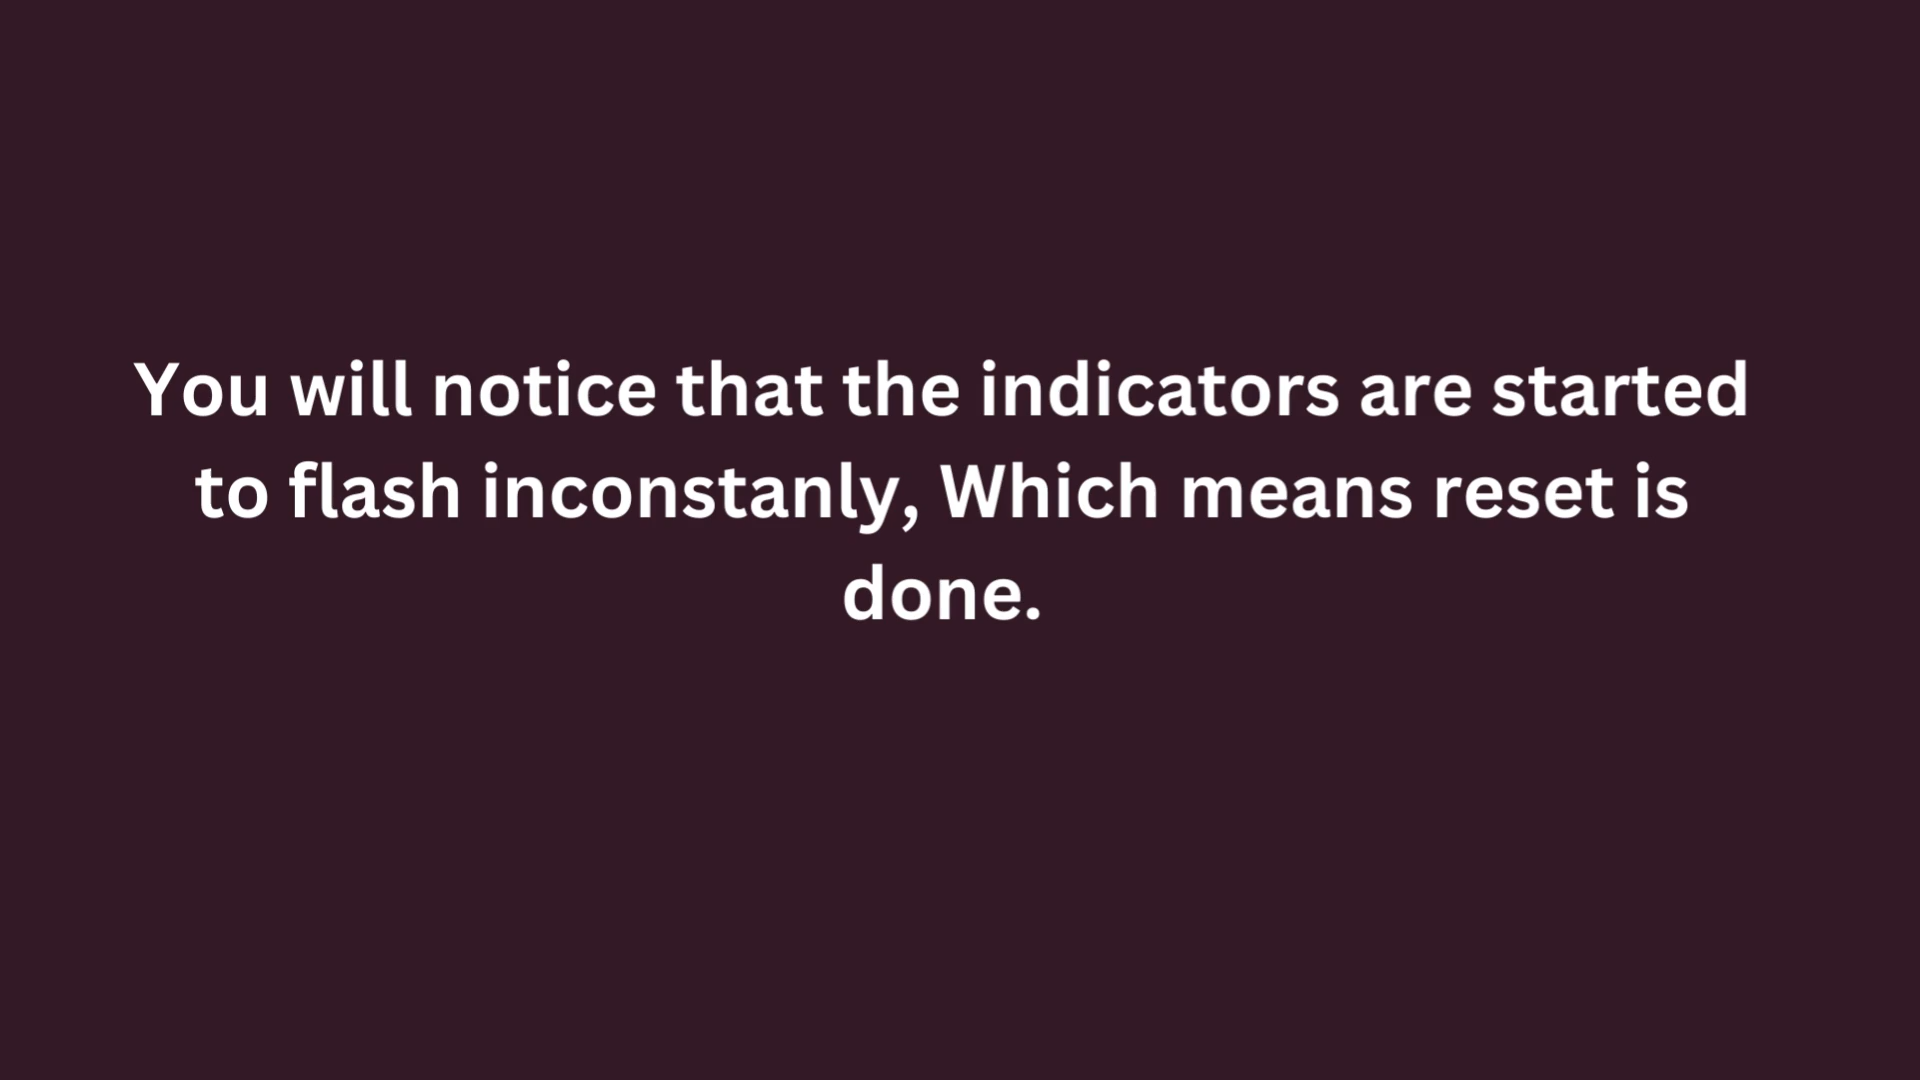 You will notice that the indicators are started
to flash inconstanly, Which means reset is
done.